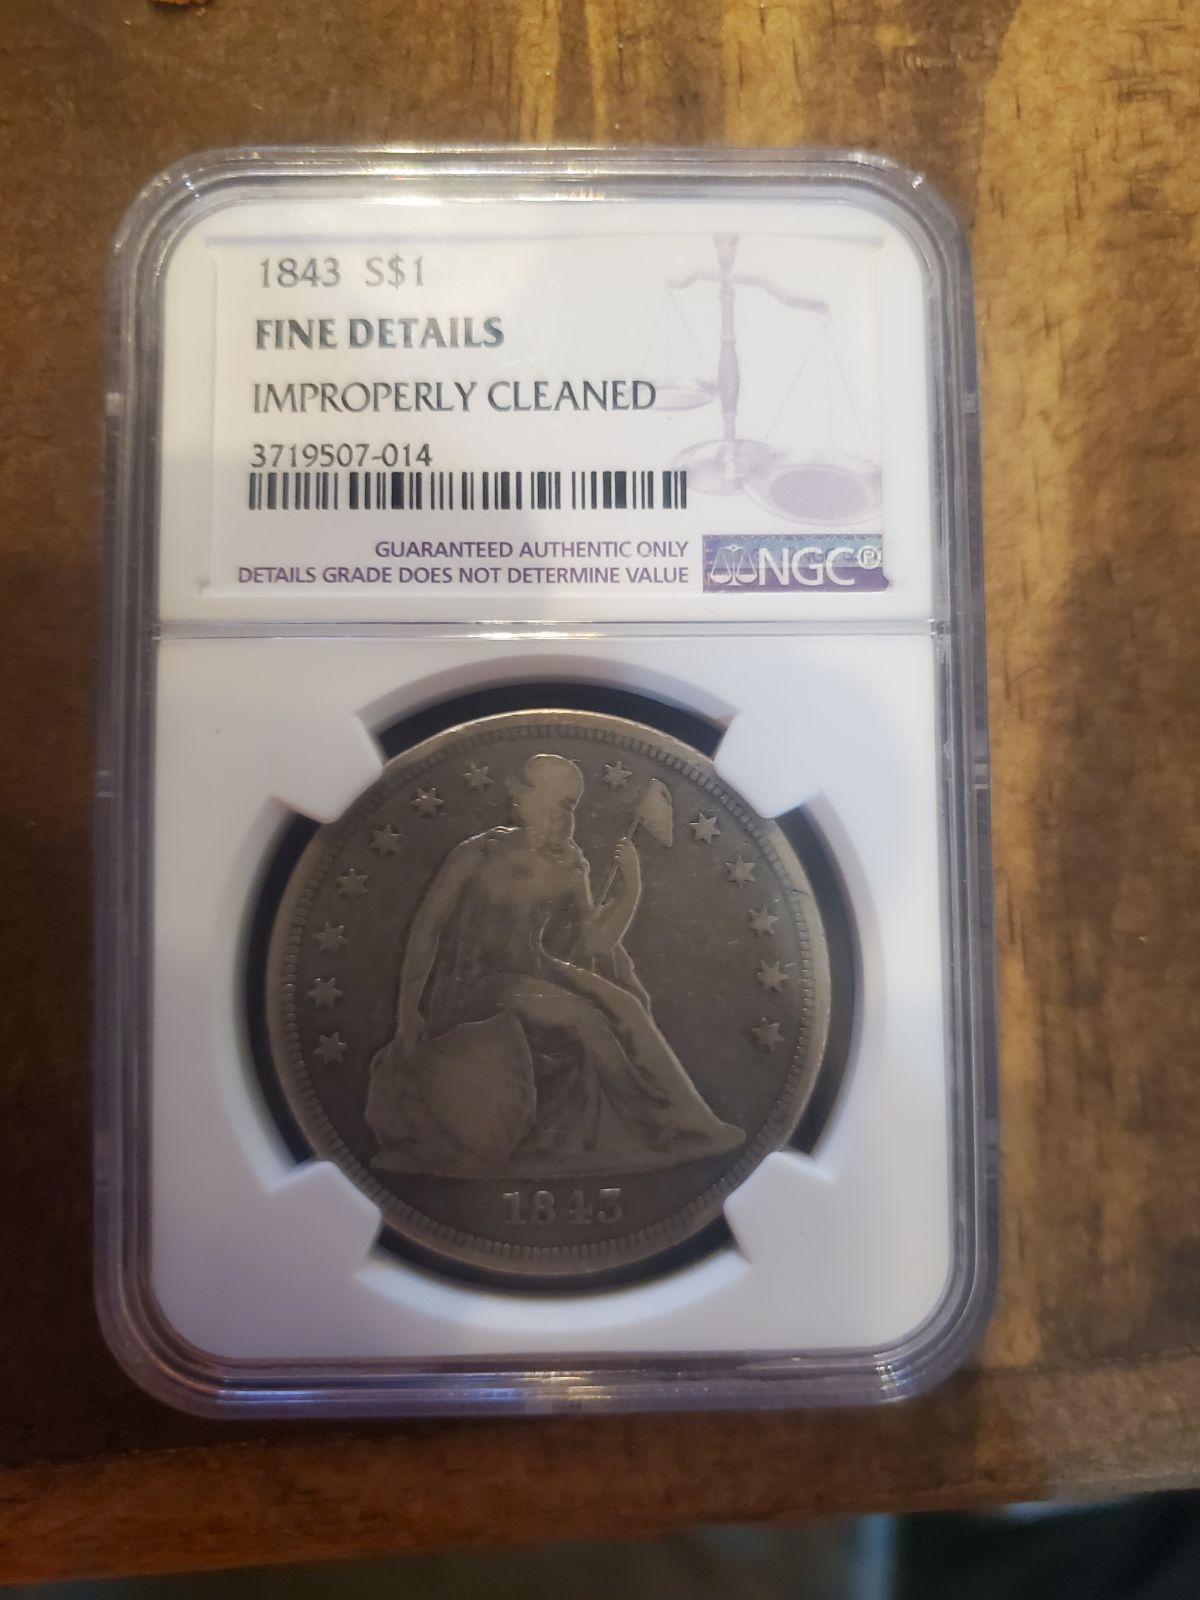 1843 S$1
FINE DETAILS
IMPROPERLY CLEANED
3719507-014
GUARANTEED AUTHENTIC ONLY
DETAILS GRADE DOES NOT DETERMINE VALUE
NGC®
1843